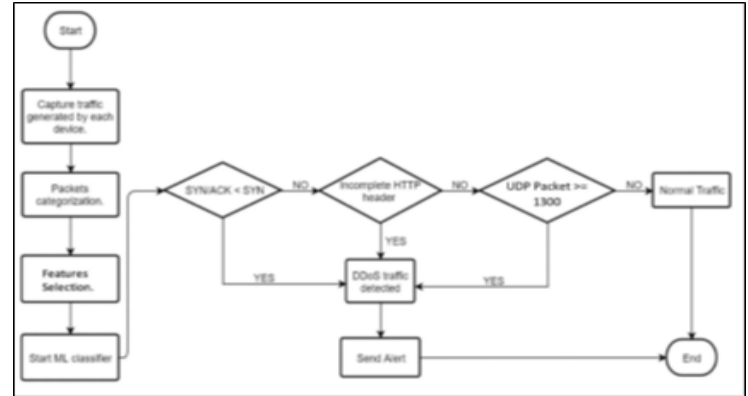 Start
Capture traffic
generated by each
device.
Packets
categorization.
Features
Selection.
Start ML classifier
SYN/ACK < SYN
NO
Incomplete HTTP
header
NO
UDP Packet >=
1300
NO
Normal Traffic
YES
YES
YES
DDoS traffic
detected
Send Alert
End